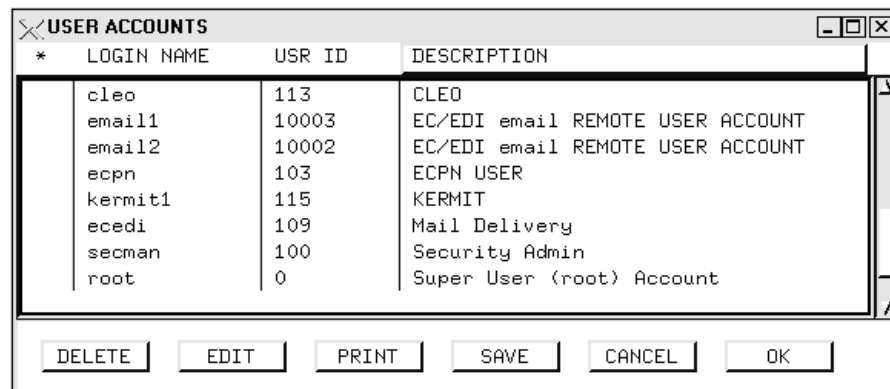 USER ACCOUNTS
* LOGIN NAME USR ID DESCRIPTION
cleo 113 CLEO
email1 10003 EC/EDI email REMOTE USER ACCOUNT
email2 10002 EC/EDI email REMOTE USER ACCOUNT
ecpn 103 ECPN USER
kermit1 115 KERMIT
ecedi 109 Mail Delivery
secman 100 Security Admin
root 0 Super User (root) Account
DELETE EDIT PRINT SAVE CANCEL OK